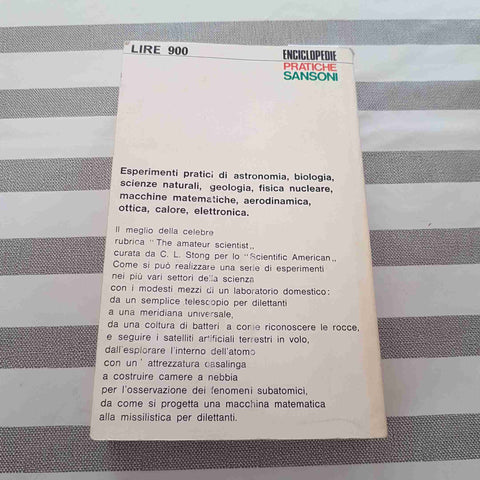 LIRE 900
ENCICLOPEDIE
PRATICHE
SANSONI
Esperimenti pratici di astronomia, biologia,
scienze naturali, geologia, fisica nucleare,
macchine matematiche, aerodinamica,
ottica, calore, elettronica.
Il meglio della celebre
rubrica "The amateur scientist„
curata da C. L. Stong per lo "Scientific American„
Come si può realizzare una serie di esperimenti
nei più vari settori della scienza
con i modesti mezzi di un laboratorio domestico:
da un semplice telescopio per dilettanti
a una meridiana universale,
da una coltura di batteri a come riconoscere le rocce,
e seguire i satelliti artificiali terrestri in volo,
dall'esplorare l'interno dell'atomo
con un' attrezzatura casalinga
a costruire camere a nebbia
per l'osservazione dei fenomeni subatomici,
da come si progetta una macchina matematica
alla missilistica per dilettanti.